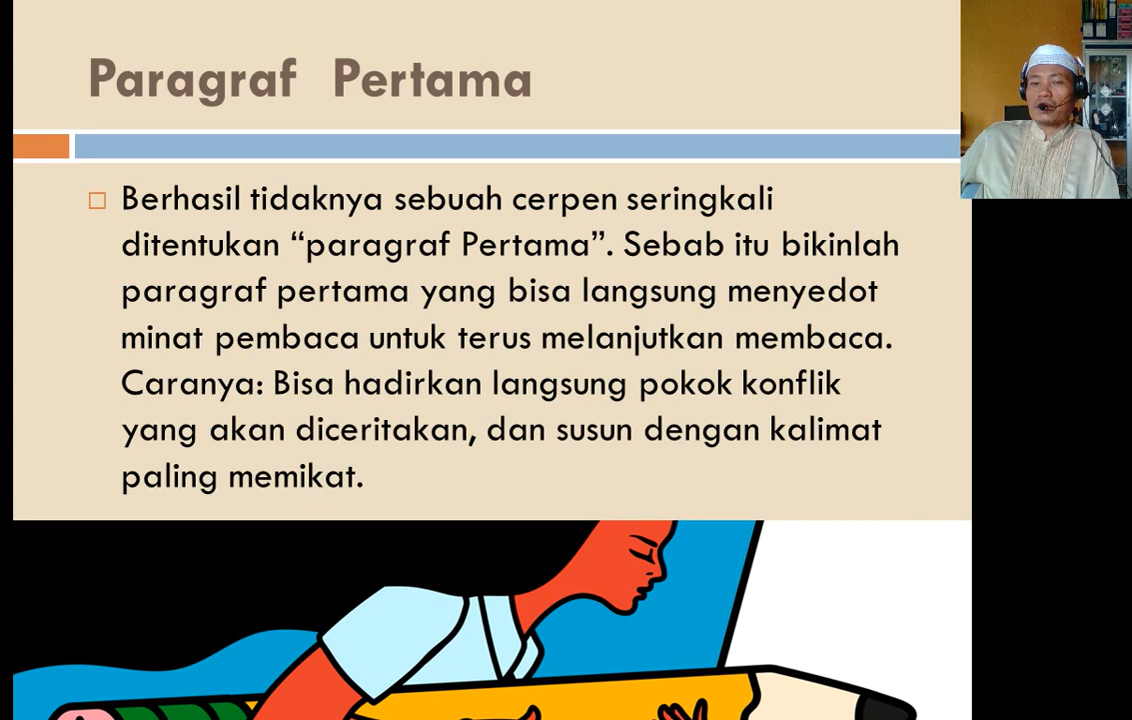 Paragraf Pertama
Berhasil tidaknya sebuah cerpen seringkali
ditentukan “paragraf Pertama”. Sebab itu bikinlah
paragraf pertama yang bisa langsung menyedot
minat pembaca untuk terus melanjutkan membaca.
Caranya: Bisa hadirkan langsung pokok konflik
yang akan diceritakan, dan susun dengan kalimat
paling memikat.